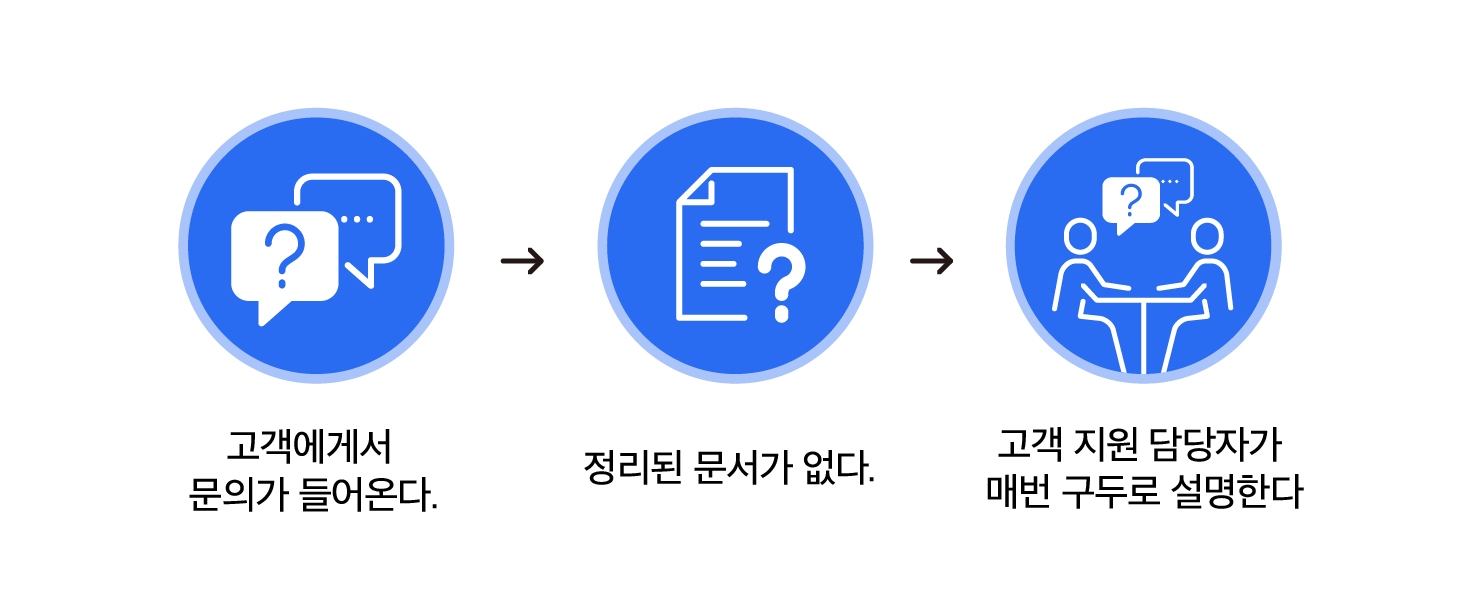 고객에게서
문의가 들어온다.
정리된 문서가 없다.
고객 지원 담당자가
매번 구두로 설명한다